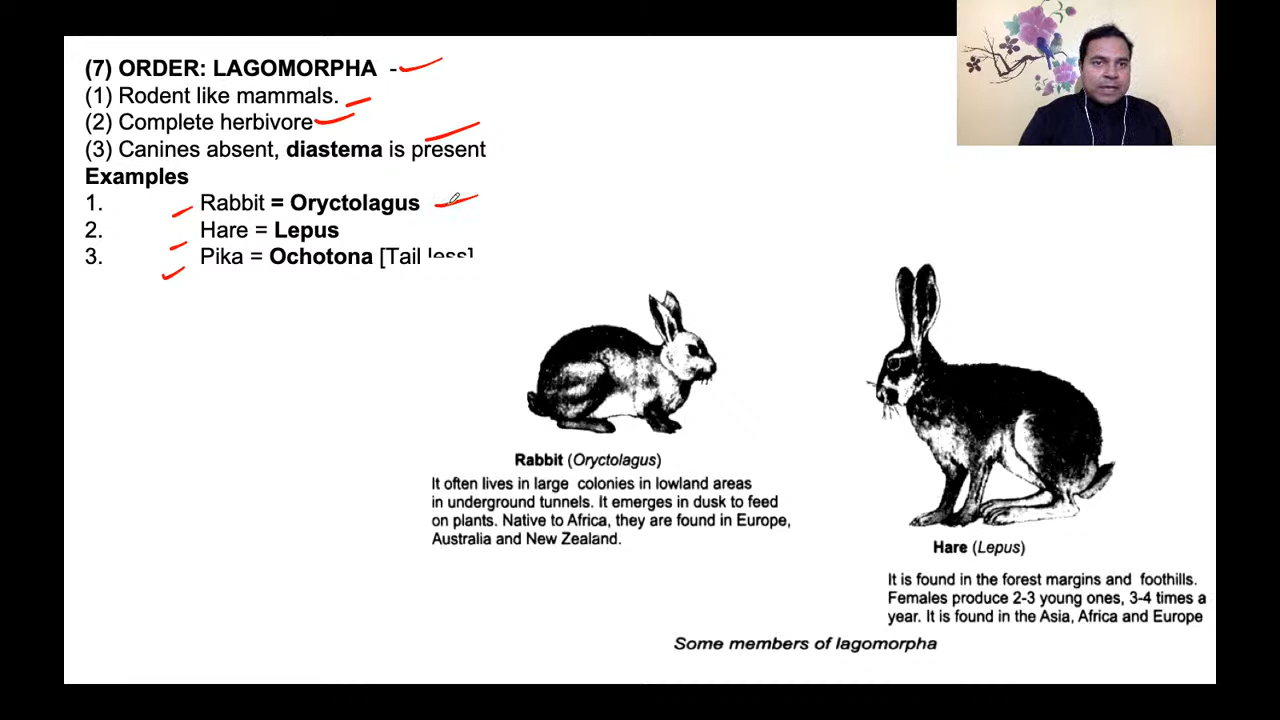 (7) ORDER: LAGOMORPHA -
(1) Rodent like mammals.
(2) Complete herbivore
(3) Canines absent, diastema is present
Examples
1. Rabbit = Oryctolagus
2. Hare = Lepus
3. Pika = Ochotona [Tail less]
Rabbit (Oryctolagus)
It often lives in large colonies in lowland areas
in underground tunnels. It emerges in dusk to feed
on plants. Native to Africa, they are found in Europe,
Australia and New Zealand.
Hare (Lepus)
It is found in the forest margins and foothills.
Females produce 2-3 young ones, 3-4 times a
year. It is found in the Asia, Africa and Europe
Some members of lagomorpha